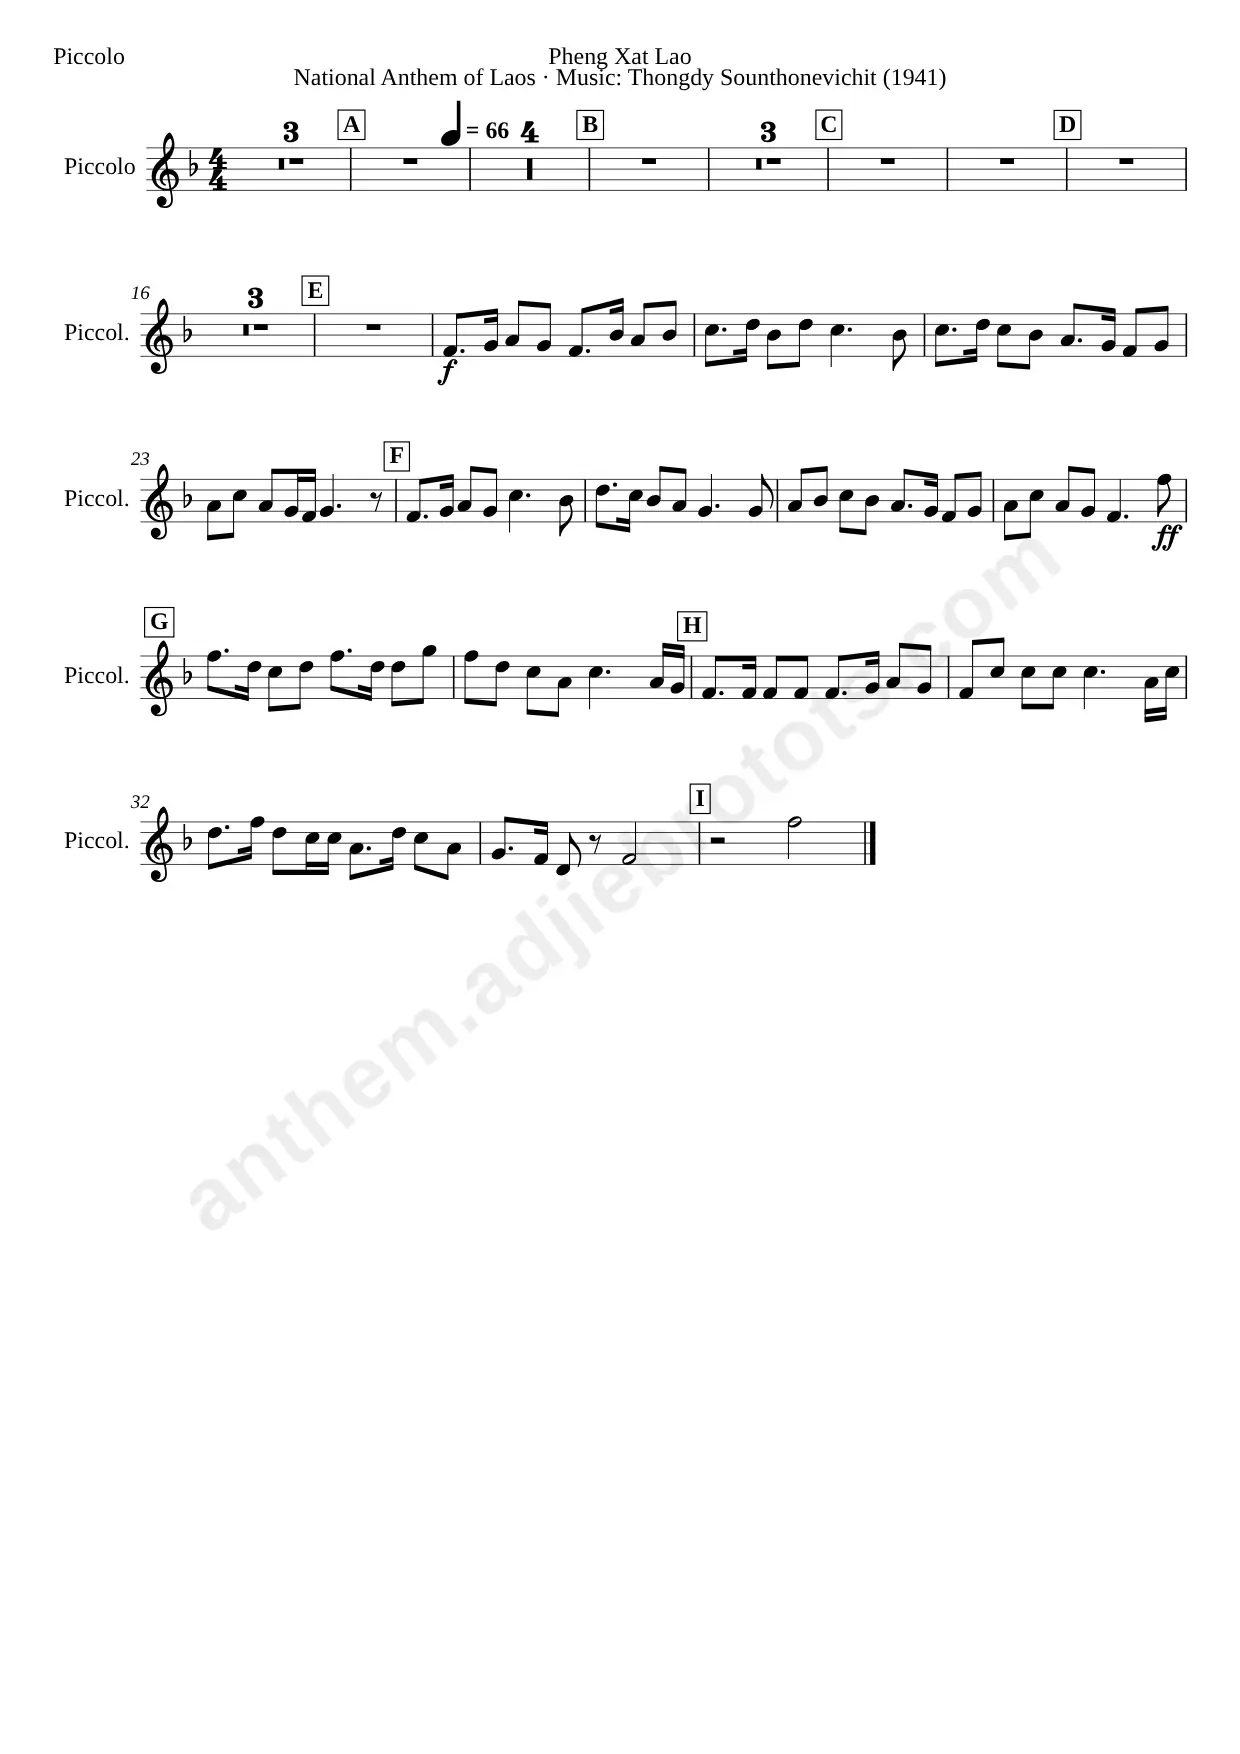 Piccolo
Pheng Xat Lao
National Anthem of Laos · Music: Thongdy Sounthonevichit (1941)
3 A = 66 4 B 3 C D
Piccolo
16 3 E
Piccol.
f
23 F
Piccol.
ff
G H
Piccol.
32 I
Piccol.
anthem.adjiebrotots.com